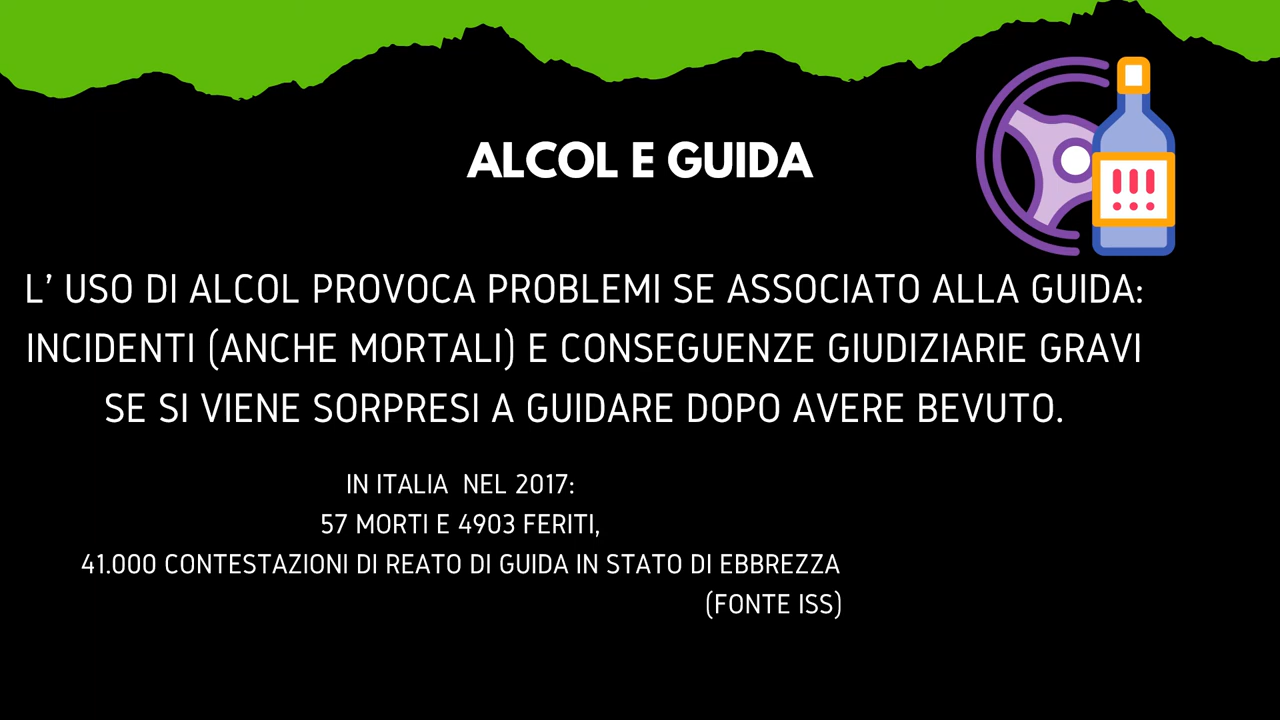 ALCOL E GUIDA
L' USO DI ALCOL PROVOCA PROBLEMI SE ASSOCIATO ALLA GUIDA:
INCIDENTI (ANCHE MORTALI) E CONSEGUENZE GIUDIZIARIE GRAVI
SE SI VIENE SORPRESI A GUIDARE DOPO AVERE BEVUTO.
IN ITALIA NEL 2017:
57 MORTI E 4903 FERITI,
41.000 CONTESTAZIONI DI REATO DI GUIDA IN STATO DI EBBREZZA
(FONTE ISS)